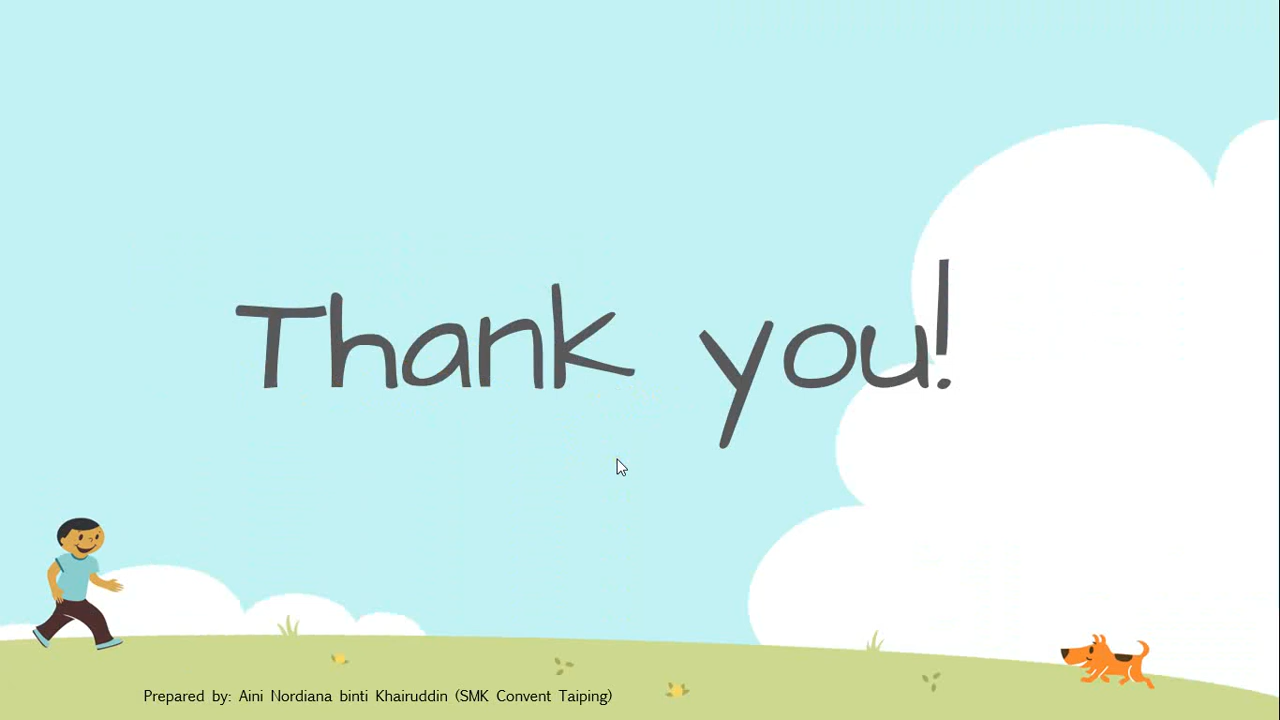 Thank you!
Prepared by: Aini Nordiana binti Khairuddin (SMK Convent Taiping)